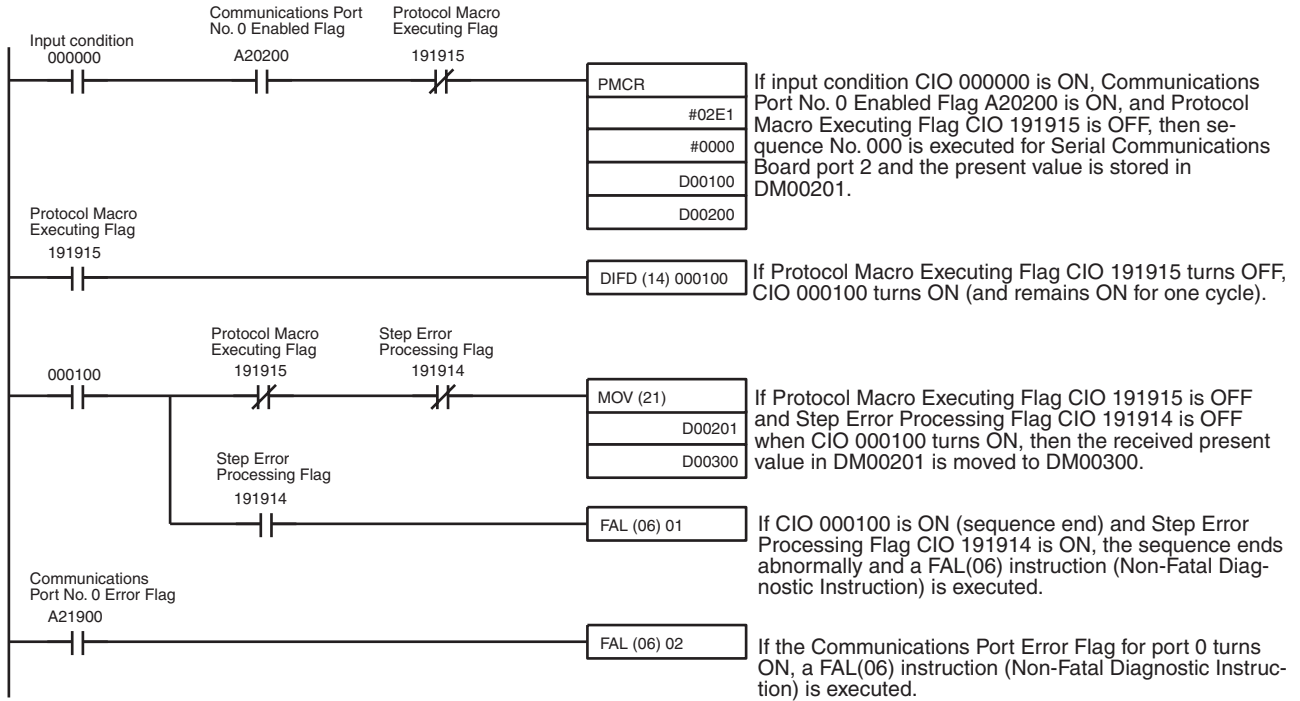 Communications Port
No. 0 Enabled Flag
Protocol Macro
Executing Flag
Input condition
000000
A20200
191915
PMCR
#02E1
#0000
D00100
D00200
If input condition CIO 000000 is ON, Communications
Port No. 0 Enabled Flag A20200 is ON, and Protocol
Macro Executing Flag CIO 191915 is OFF, then se-
quence No. 000 is executed for Serial Communications
Board port 2 and the present value is stored in
DM00201.
Protocol Macro
Executing Flag
191915
DIFD (14) 000100
If Protocol Macro Executing Flag CIO 191915 turns OFF,
CIO 000100 turns ON (and remains ON for one cycle).
Protocol Macro
Executing Flag
191915
Step Error
Processing Flag
191914
000100
MOV (21)
D00201
D00300
If Protocol Macro Executing Flag CIO 191915 is OFF
and Step Error Processing Flag CIO 191914 is OFF
when CIO 000100 turns ON, then the received present
value in DM00201 is moved to DM00300.
Step Error
Processing Flag
191914
FAL (06) 01
If CIO 000100 is ON (sequence end) and Step Error
Processing Flag CIO 191914 is ON, the sequence ends
abnormally and a FAL(06) instruction (Non-Fatal Diag-
nostic Instruction) is executed.
Communications
Port No. 0 Error Flag
A21900
FAL (06) 02
If the Communications Port Error Flag for port 0 turns
ON, a FAL(06) instruction (Non-Fatal Diagnostic Instruc-
tion) is executed.